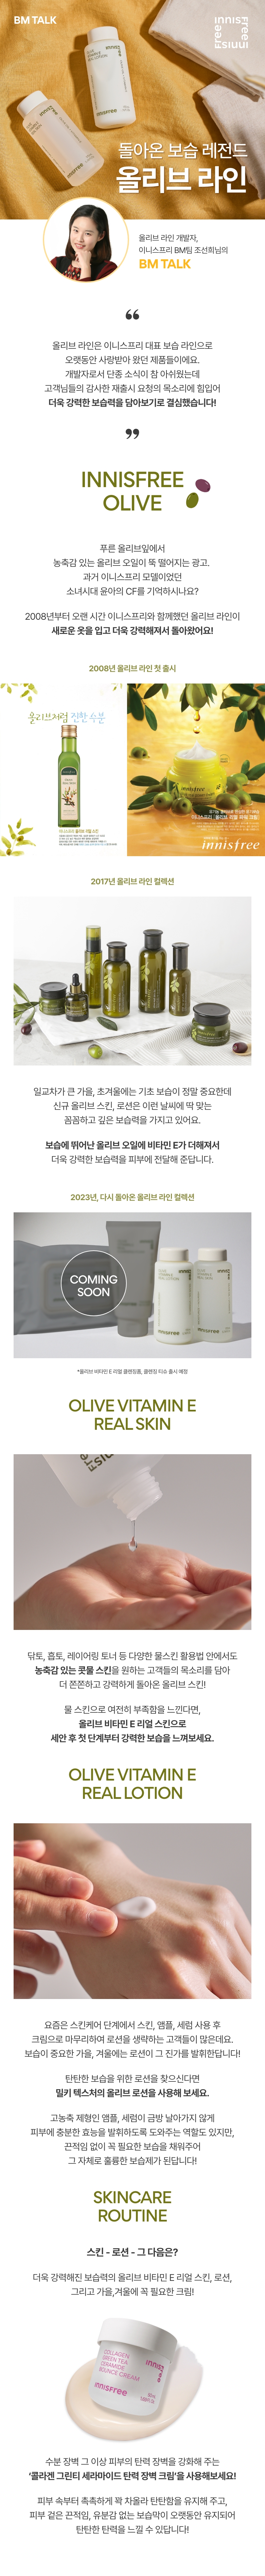 BM TALK
innisfree
돌아온 보습 레전드
올리브 라인
올리브 라인 개발자,
이니스프리 BM팀 조선희님의
BM TALK
“
올리브 라인은 이니스프리 대표 보습 라인으로
오랫동안 사랑받아 왔던 제품들이에요.
개발자로서 단종 소식이 참 아쉬웠는데
고객님들의 감사한 재출시 요청의 목소리에 힘입어
더욱 강력한 보습력을 담아보기로 결심했습니다!
”
INNISFREE
OLIVE
푸른 올리브잎에서
농축감 있는 올리브 오일이 뚝 떨어지는 광고.
과거 이니스프리 모델이었던
소녀시대 윤아의 CF를 기억하시나요?
2008년부터 오랜 시간 이니스프리와 함께했던 올리브 라인이
새로운 옷을 입고 더욱 강력해져서 돌아왔어요!
2008년 올리브 라인 첫 출시
올리브처럼 진한 수분
innisfree
2017년 올리브 라인 컬렉션
일교차가 큰 가을, 초겨울에는 기초 보습이 정말 중요한데
신규 올리브 스킨, 로션은 이런 날씨에 딱 맞는
꼼꼼하고 깊은 보습력을 가지고 있어요.
보습에 뛰어난 올리브 오일에 비타민 E가 더해져서
더욱 강력한 보습력을 피부에 전달해 준답니다.
2023년, 다시 돌아온 올리브 라인 컬렉션
COMING
SOON
*올리브 비타민 E 리얼 클렌징폼, 클렌징 티슈 출시 예정
OLIVE VITAMIN E
REAL SKIN
닦토, 흡토, 레이어링 토너 등 다양한 물스킨 활용법 안에서도
농축감 있는 콧물 스킨을 원하는 고객들의 목소리를 담아
더 쫀쫀하고 강력하게 돌아온 올리브 스킨!
물 스킨으로 여전히 부족함을 느낀다면,
올리브 비타민 E 리얼 스킨으로
세안 후 첫 단계부터 강력한 보습을 느껴보세요.
OLIVE VITAMIN E
REAL LOTION
요즘은 스킨케어 단계에서 스킨, 앰플, 세럼 사용 후
크림으로 마무리하여 로션을 생략하는 고객들이 많은데요.
보습이 중요한 가을, 겨울에는 로션이 그 진가를 발휘한답니다!
탄탄한 보습을 위한 로션을 찾으신다면
밀키 텍스처의 올리브 로션을 사용해 보세요.
고농축 제형인 앰플, 세럼이 금방 날아가지 않게
피부에 충분한 효능을 발휘하도록 도와주는 역할도 있지만,
끈적임 없이 꼭 필요한 보습을 채워주어
그 자체로 훌륭한 보습제가 된답니다!
SKINCARE
ROUTINE
스킨 - 로션 - 그 다음은?
더욱 강력해진 보습력의 올리브 비타민 E 리얼 스킨, 로션,
그리고 가을,겨울에 꼭 필요한 크림!
COLLAGEN
GREEN TEA
CERAMIDE
BOUNCE CREAM
innisfree
수분 장벽 그 이상 피부의 탄력 장벽을 강화해 주는
‘콜라겐 그린티 세라마이드 탄력 장벽 크림’을 사용해보세요!
피부 속부터 촉촉하게 꽉 차올라 탄탄함을 유지해 주고,
피부 겉은 끈적임, 유분감 없는 보습막이 오랫동안 유지되어
탄탄한 탄력을 느낄 수 있답니다!